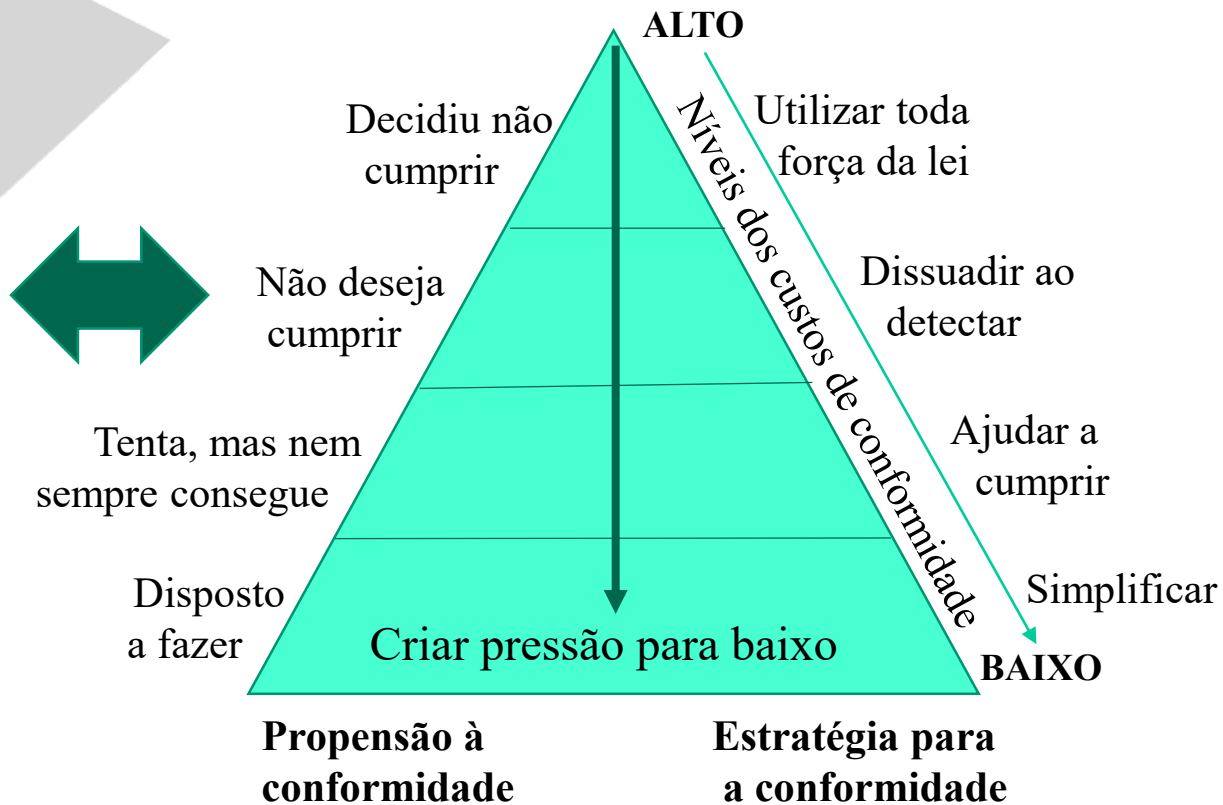 ALTO
Decidiu não
cumprir
Utilizar toda
força da lei
Níveis dos custos de conformidade
Não deseja
cumprir
Dissuadir ao
detectar
Tenta, mas nem
sempre consegue
Ajudar a
cumprir
Disposto
a fazer
Simplificar
Criar pressão para baixo
BAIXO
Propensão à
conformidade
Estratégia para
a conformidade